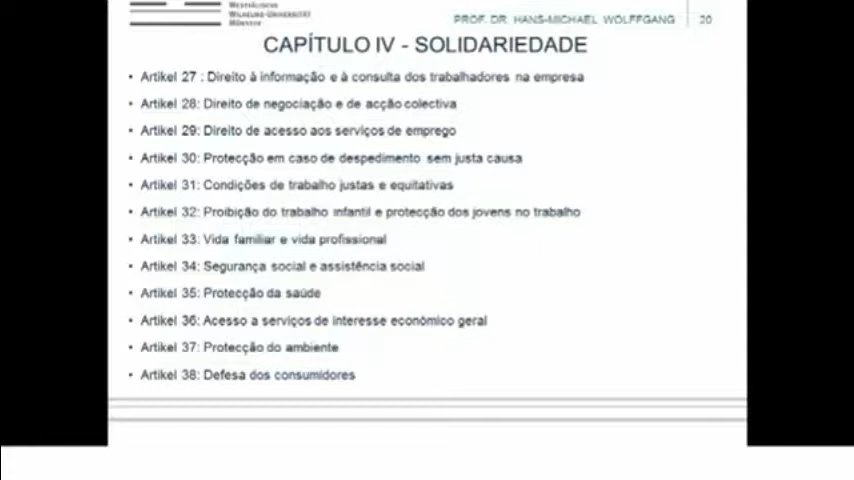 WESTFÄLISCHE
WILHELMS-UNIVERSITÄT
MÜNSTER
PROF. DR. HANS-MICHAEL WOLFFGANG 20
CAPÍTULO IV - SOLIDARIEDADE
• Artikel 27 : Direito à informação e à consulta dos trabalhadores na empresa
• Artikel 28: Direito de negociação e de acção colectiva
• Artikel 29: Direito de acesso aos serviços de emprego
• Artikel 30: Protecção em caso de despedimento sem justa causa
• Artikel 31: Condições de trabalho justas e equitativas
• Artikel 32: Proibição do trabalho infantil e protecção dos jovens no trabalho
• Artikel 33: Vida familiar e vida profissional
• Artikel 34: Segurança social e assistência social
• Artikel 35: Protecção da saúde
• Artikel 36: Acesso a serviços de interesse económico geral
• Artikel 37: Protecção do ambiente
• Artikel 38: Defesa dos consumidores